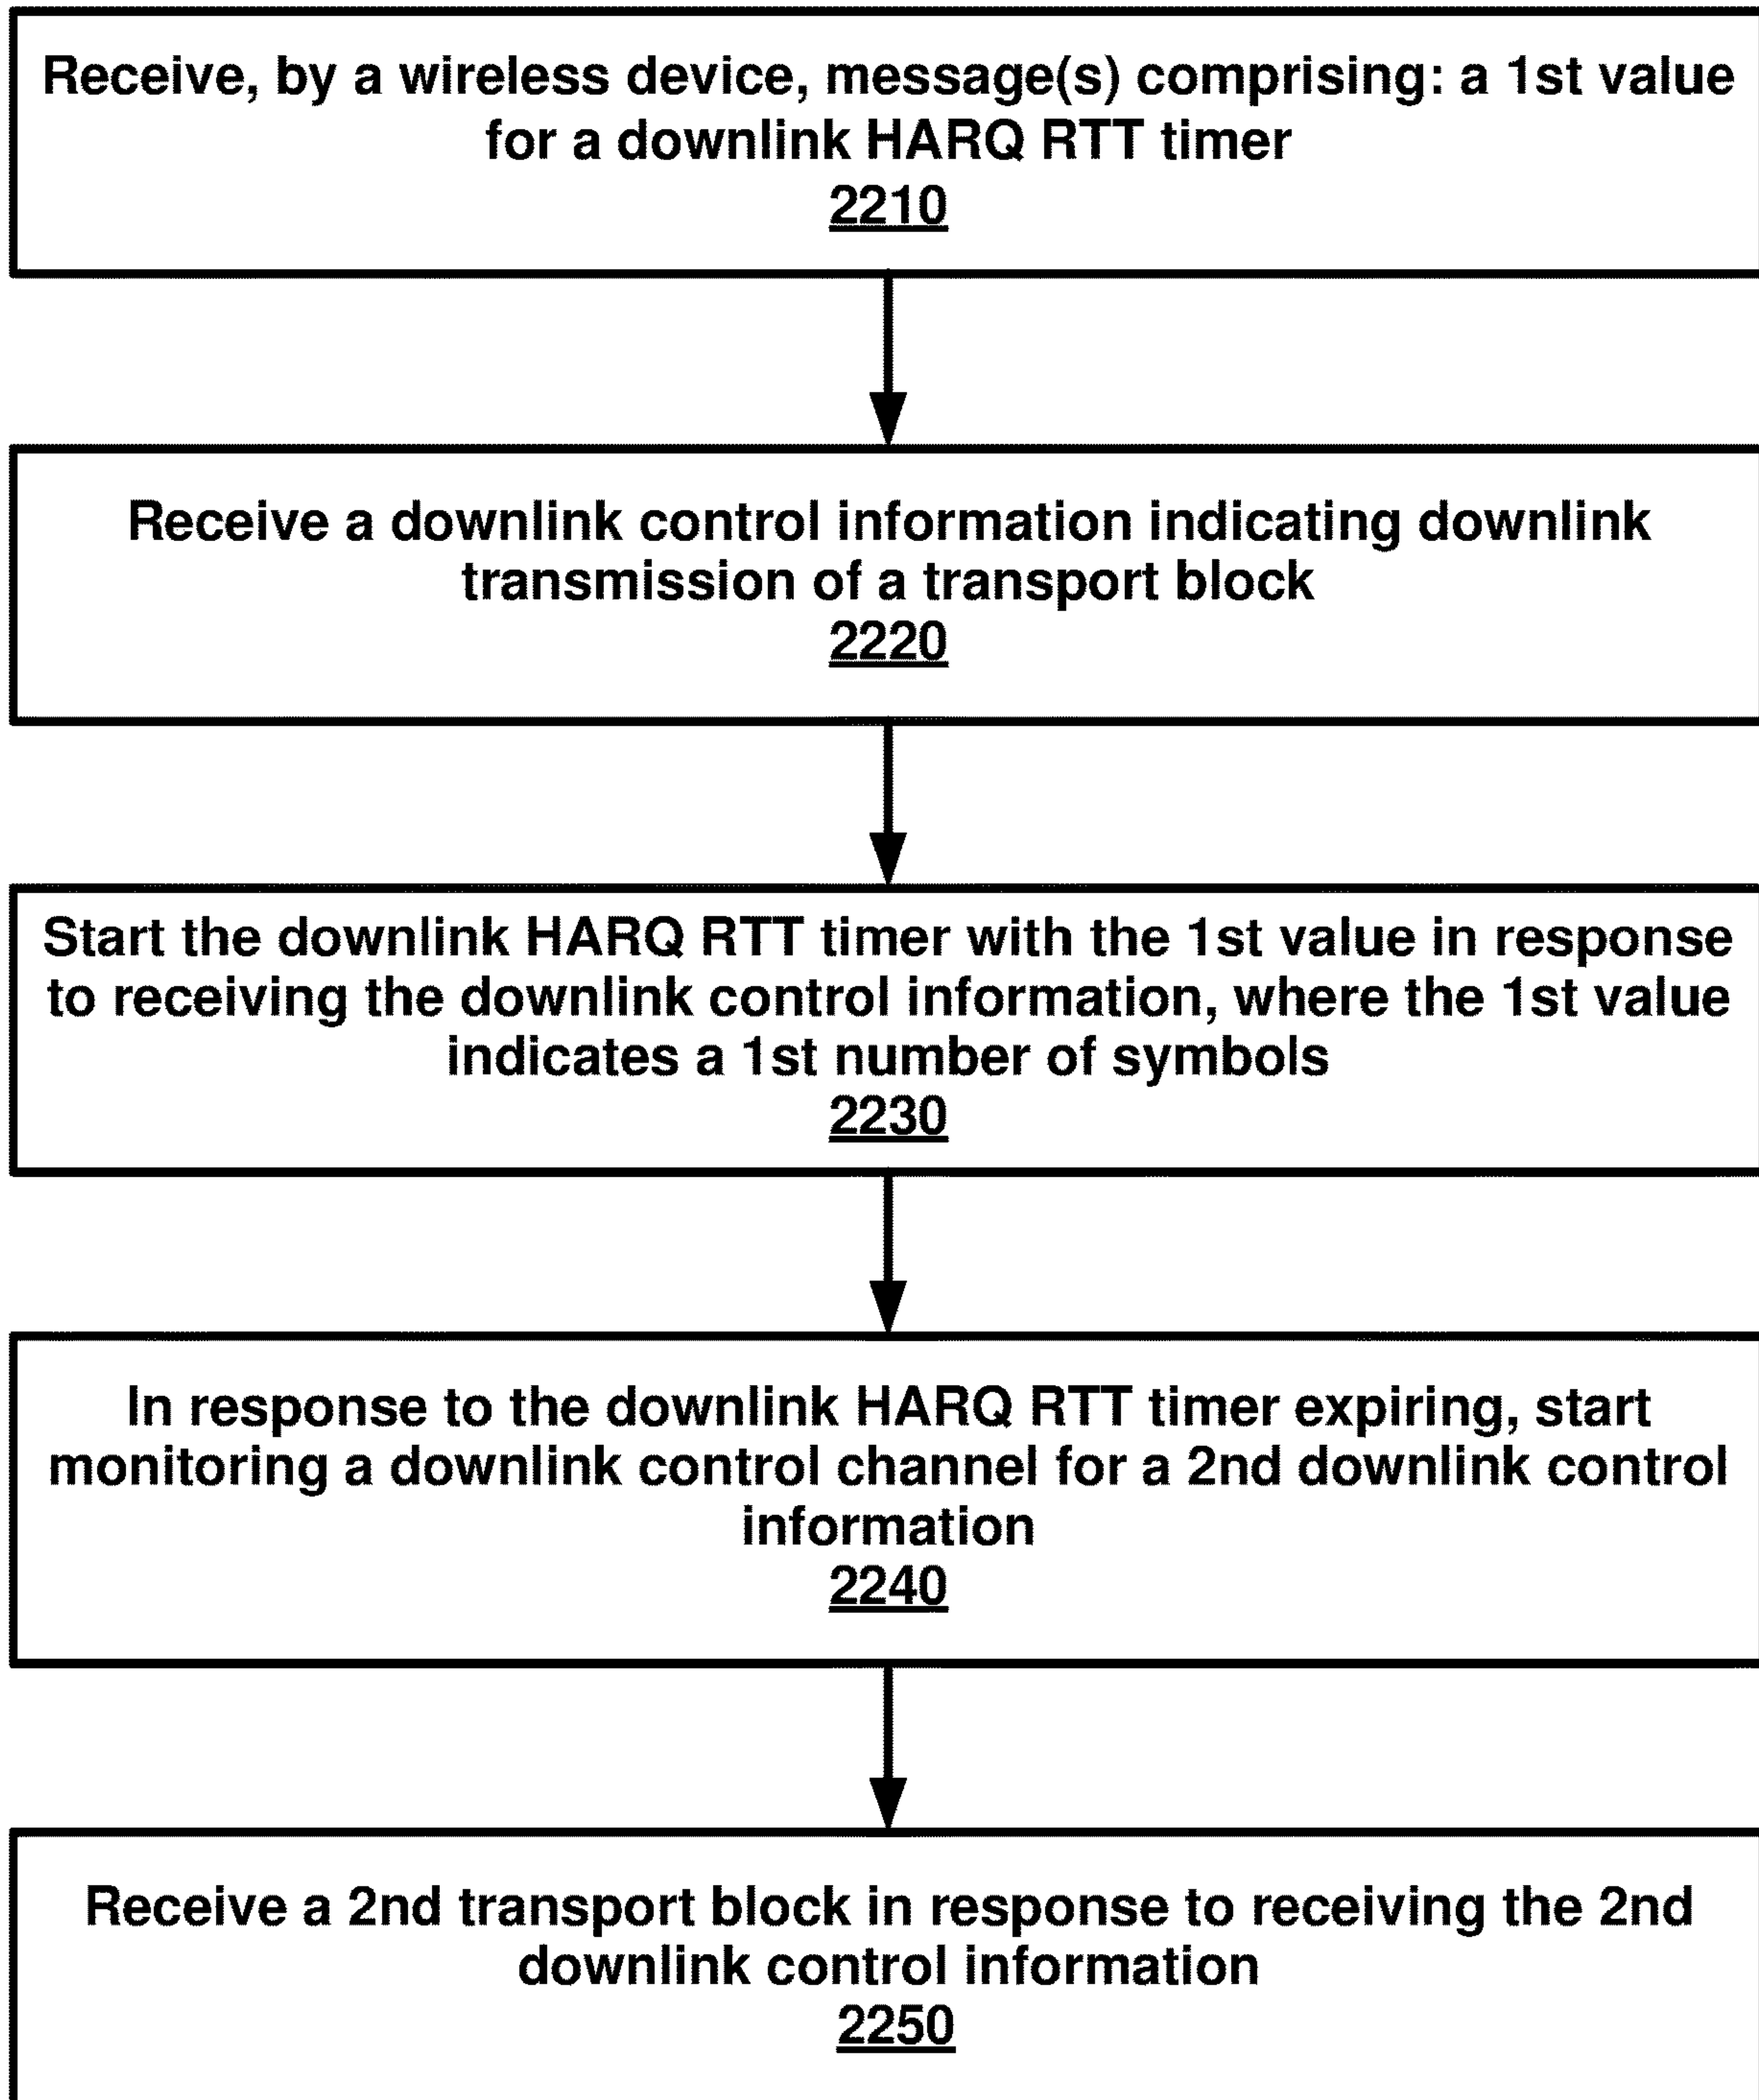 Receive, by a wireless device, message(s) comprising: a 1st value
for a downlink HARQ RTT timer
2210
Receive a downlink control information indicating downlink
transmission of a transport block
2220
Start the downlink HARQ RTT timer with the 1st value in response
to receiving the downlink control information, where the 1st value
indicates a 1st number of symbols
2230
In response to the downlink HARQ RTT timer expiring, start
monitoring a downlink control channel for a 2nd downlink control
information
2240
Receive a 2nd transport block in response to receiving the 2nd
downlink control information
2250